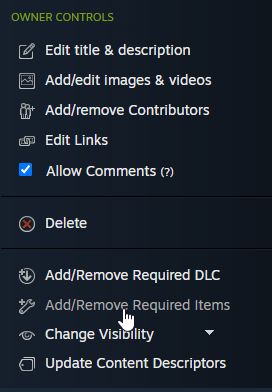 OWNER CONTROLS
Edit title & description
Add/edit images & videos
Add/remove Contributors
Edit Links
Allow Comments (?)
Delete
Add/Remove Required DLC
Add/Remove Required Items
Change Visibility
Update Content Descriptors